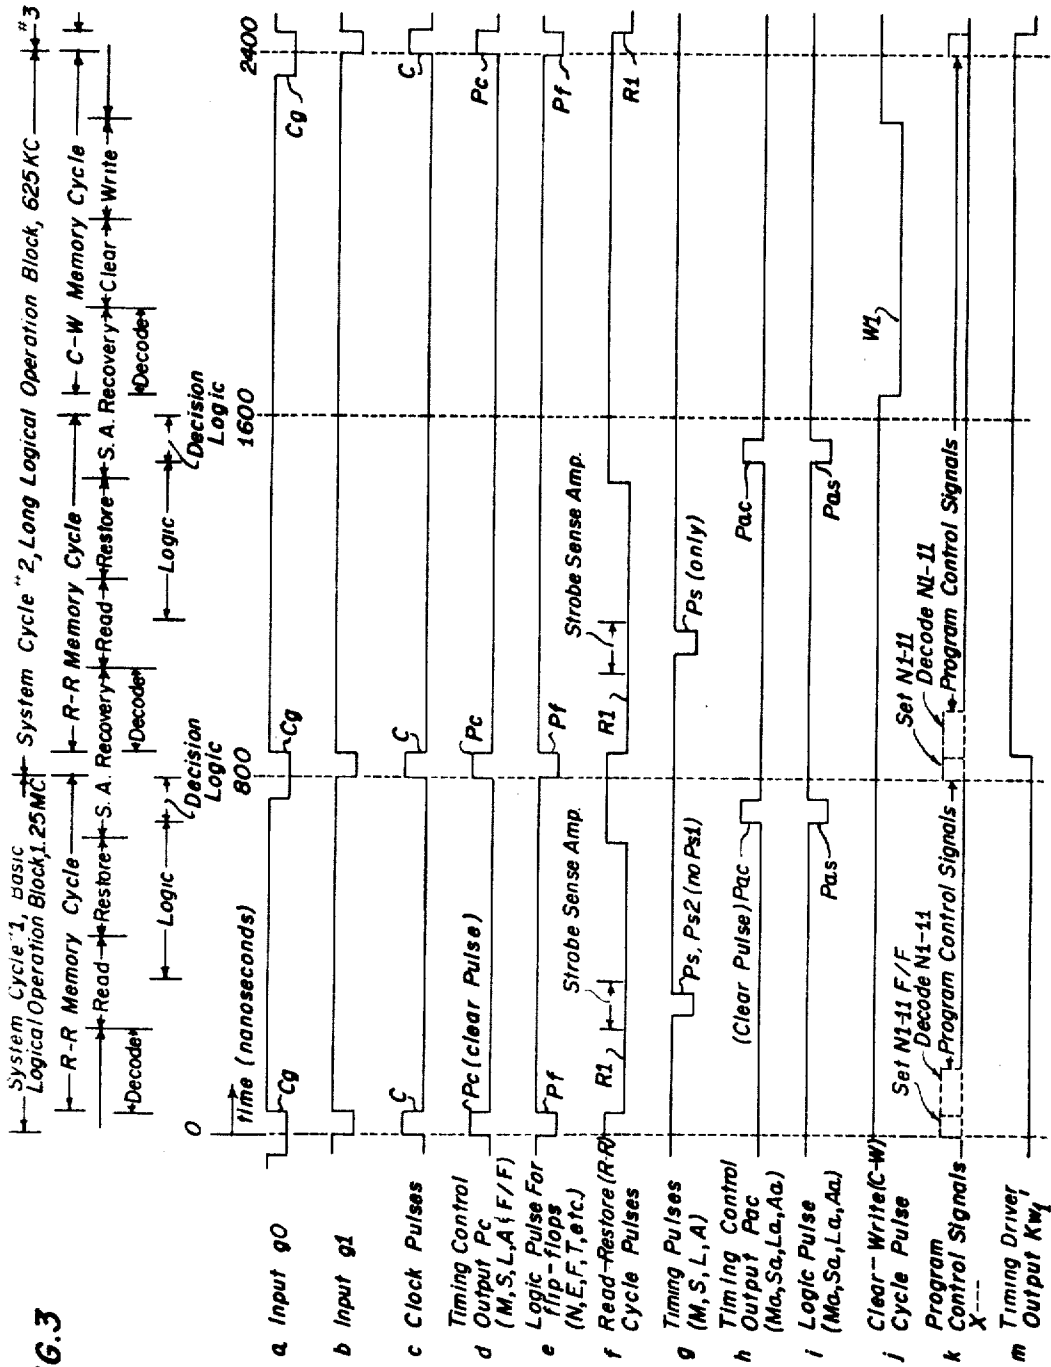 FIG.3
System Cycle #1, Basic
Logical Operation Block, 1.25MC
System Cycle #2, Long Logical Operation Block, 625KC
#3
R-R Memory Cycle
R-R Memory Cycle
C-W Memory Cycle
Read
Restore
S. A. Recovery
Read
Restore
S. A. Recovery
Clear
Write
Decode
Logic
Decision
Logic
Decode
Logic
Decision
Logic
Decode
0
time (nanoseconds)
800
1600
2400
a Input g0
Cg
Cg
Cg
b Input g1
c Clock Pulses
C
C
C
d Timing Control
Output Pc
(M,S,L,A) F/F)
Pc (clear Pulse)
Pc
Pc
e Logic Pulse For
flip-flops
(N,E,F,T,etc.)
Pf
Pf
Pf
f Read-Restore (R-R)
Cycle Pulses
R1
Strobe Sense Amp.
R1
Strobe Sense Amp.
R1
g Timing Pulses
(M,S,L,A)
Ps, Ps2 (no Ps1)
Ps (only)
h Timing Control
Output Pac
(Ma,Sa,La,Aa)
(Clear Pulse) Pac
Pac
i Logic Pulse
(Ma,Sa,La,Aa)
Pas
Pas
j Clear-Write(C-W)
Cycle Pulse
W1
k Program
Control Signals
X----
Set N1-11 F/F
Decode N1-11
Program Control Signals
Set N1-11
Decode N1-11
Program Control Signals
m Timing Driver
Output Kw1'